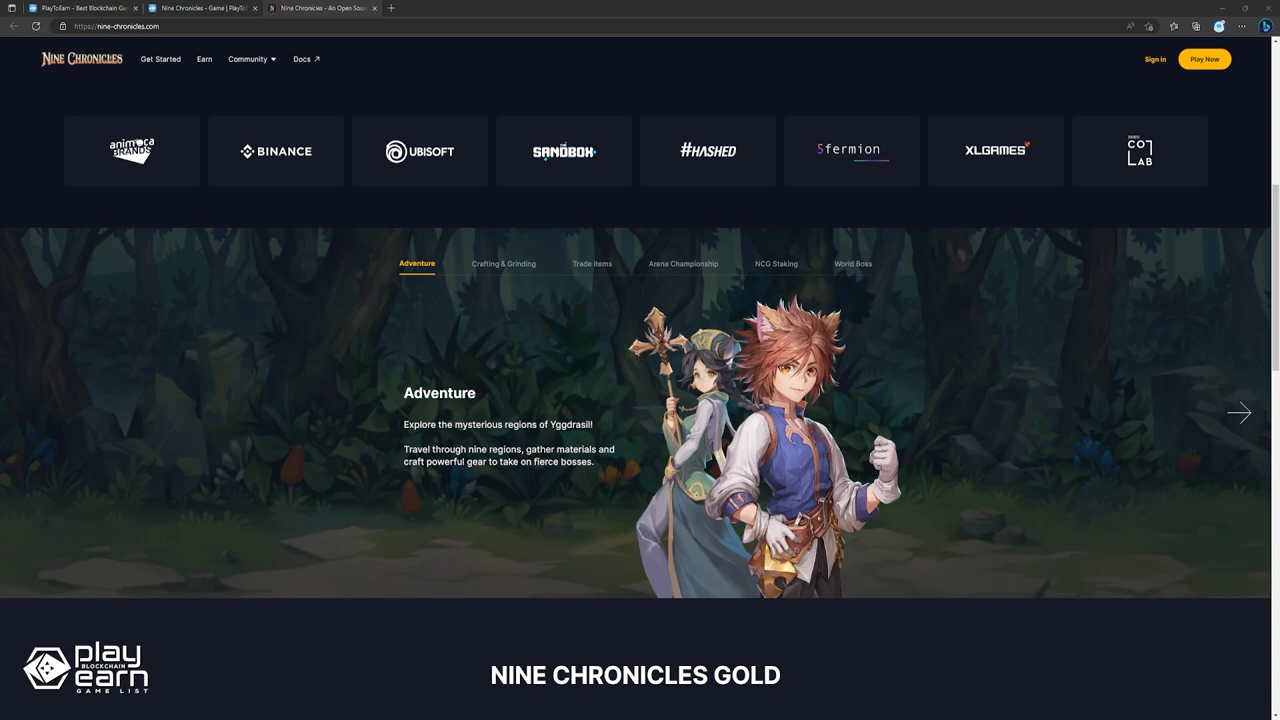 PlayToEarn - Best Blockchain Ga
Nine Chronicles - Game | PlayTo
Nine Chronicles - An Open Sou
https://nine-chronicles.com
NINE CHRONICLES
Get Started
Earn
Community
Docs
Sign in
Play Now
animoca
BRANDS
BINANCE
UBISOFT
THE
SANDBOX
#HASHED
Sfermion
XLGAMES
CO
LAB
Adventure
Crafting & Grinding
Trade items
Arena Championship
NCG Staking
World Boss
Adventure
Explore the mysterious regions of Yggdrasil!
Travel through nine regions, gather materials and
craft powerful gear to take on fierce bosses.
play
BLOCKCHAIN
earn
GAME LIST
NINE CHRONICLES GOLD